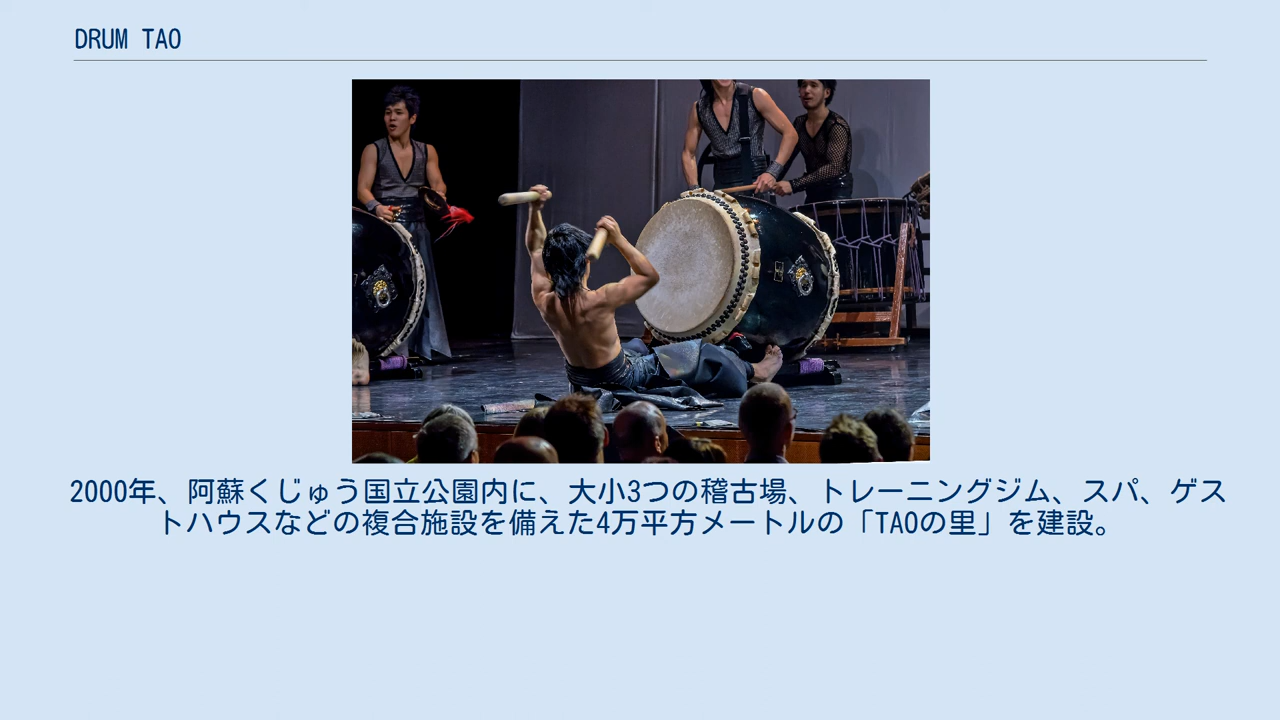 DRUM TAO
2000年、阿蘇くじゅう国立公園内に、大小3つの稽古場、トレーニングジム、スパ、ゲス
トハウスなどの複合施設を備えた4万平方メートルの「TAOの里」を建設。